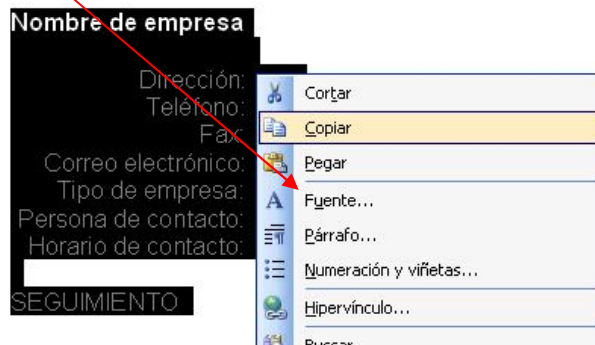 Nombre de empresa
Dirección:
Teléfono:
Fax:
Correo electrónico:
Tipo de empresa:
Persona de contacto:
Horario de contacto:
SEGUIMIENTO
Cortar
Copiar
Pegar
Fuente...
Párrafo...
Numeración y viñetas...
Hipervínculo...